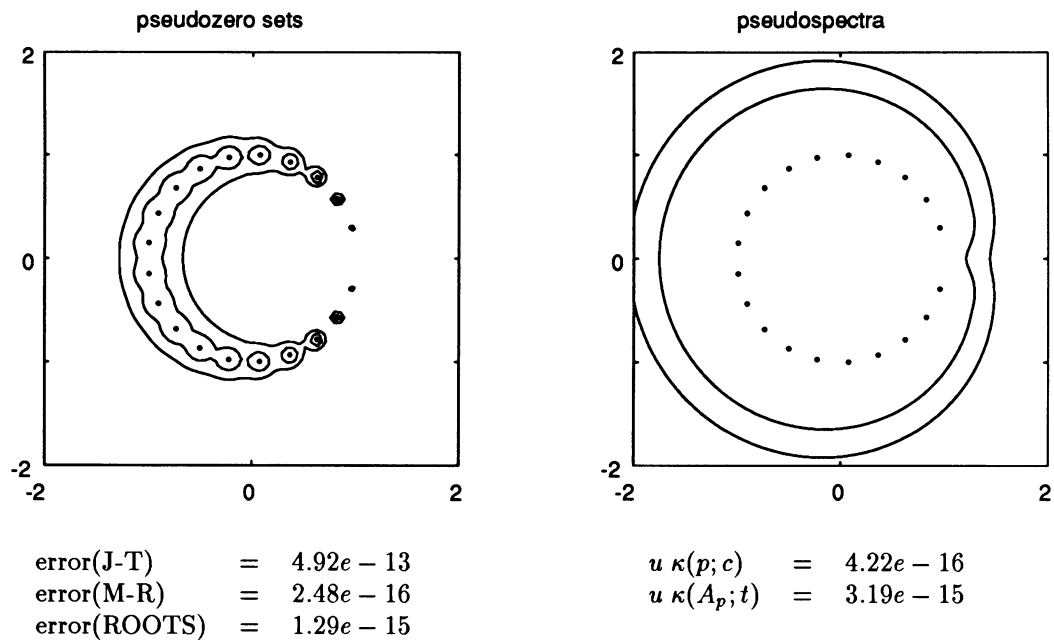 pseudozero sets
pseudospectra
2
0
-2
-2
0
2
2
0
-2
-2
0
2
error(J-T) = 4.92e − 13
error(M-R) = 2.48e − 16
error(ROOTS) = 1.29e − 15
u κ(p; c) = 4.22e − 16
u κ(A_p; t) = 3.19e − 15